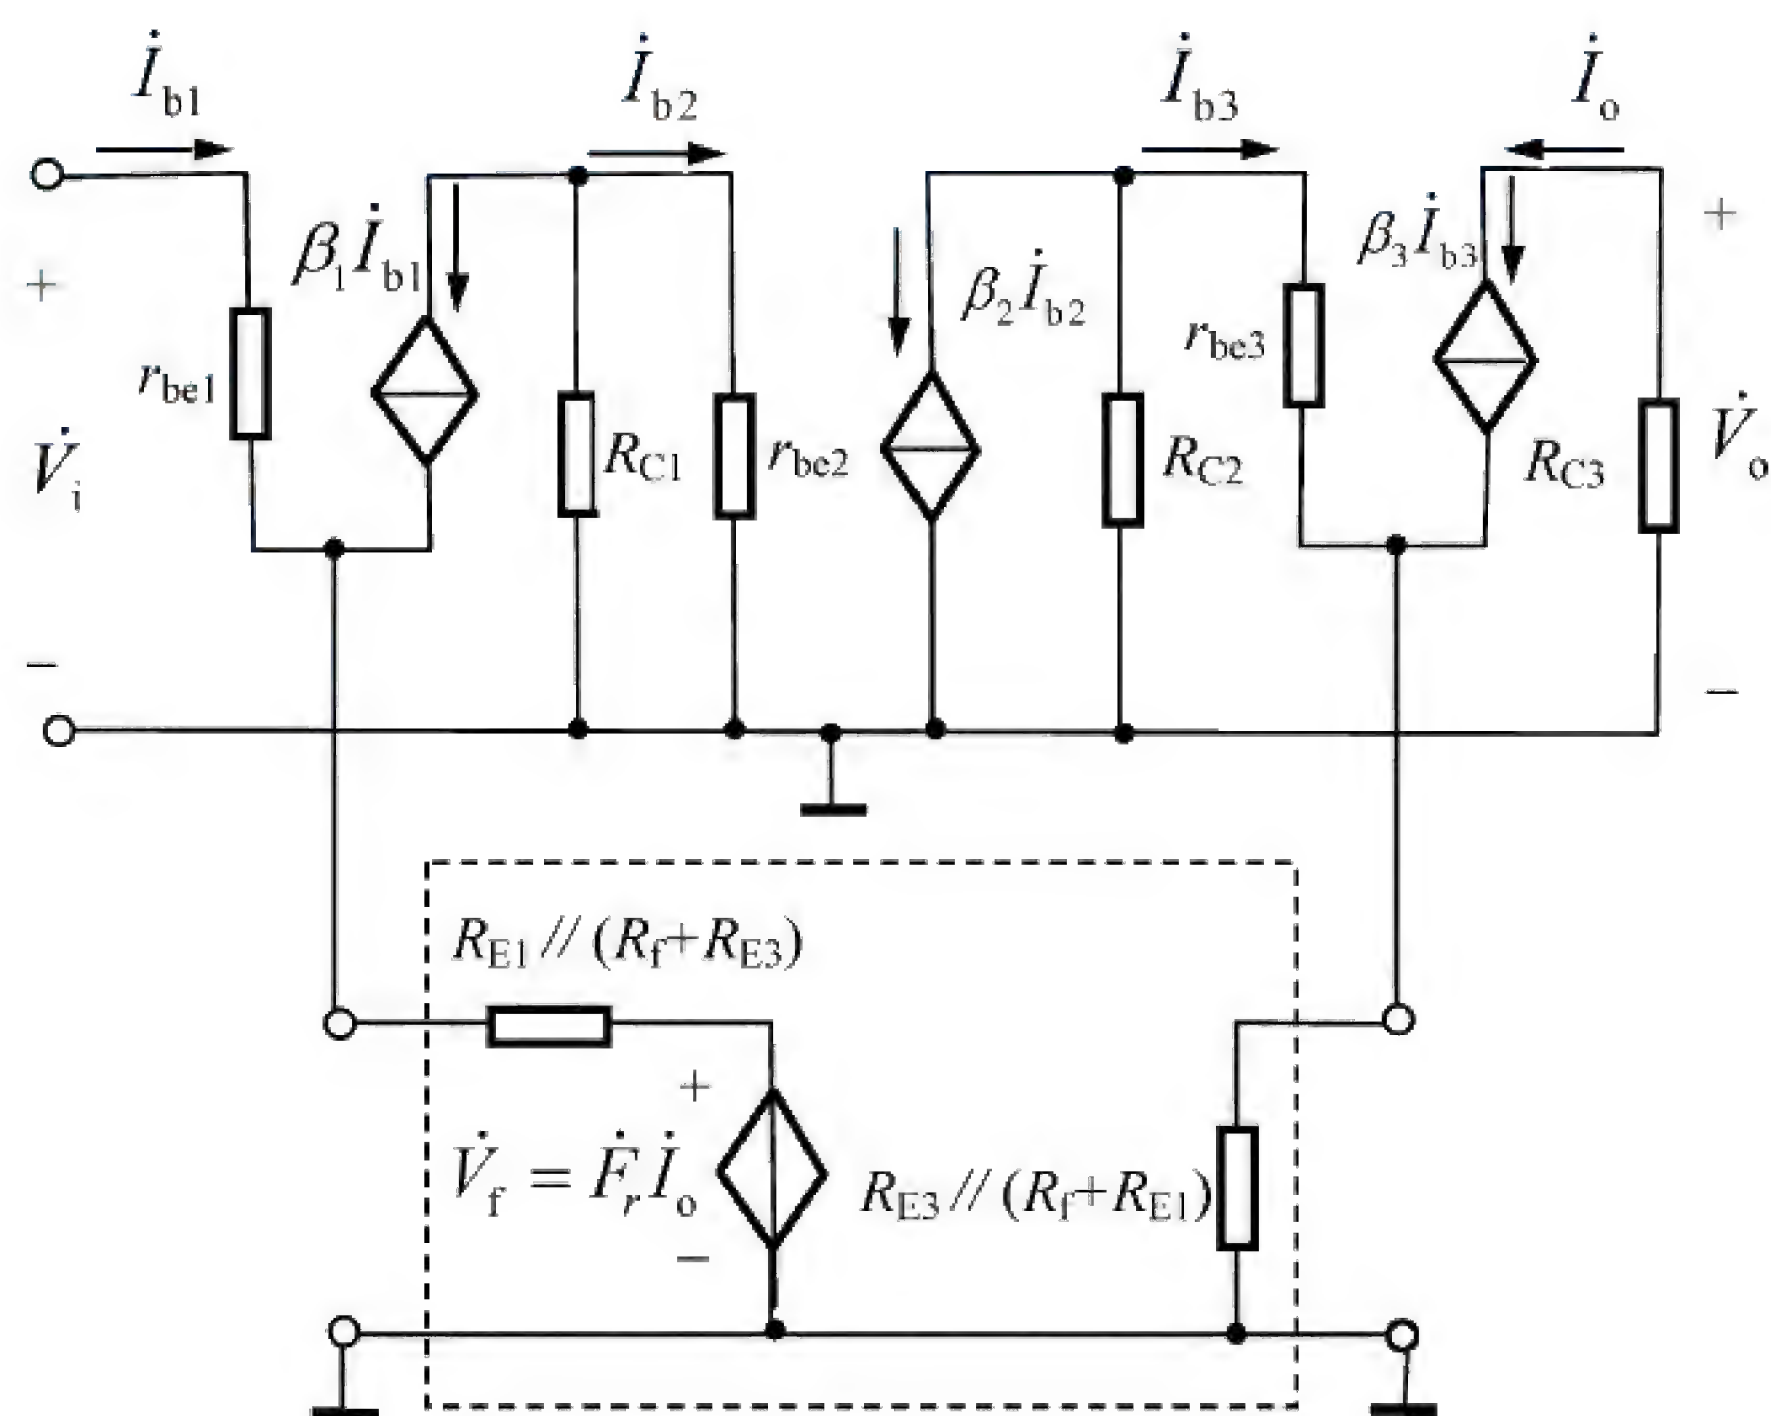 İb1
İb2
İb3
İo
+
β1İb1
β2İb2
β3İb3
+
rbe1
rbe3
V̇i
RC1
rbe2
RC2
RC3
V̇o
−
−
RE1 // (Rf+RE3)
+
V̇f = Ḟrİo
RE3 // (Rf+RE1)
−